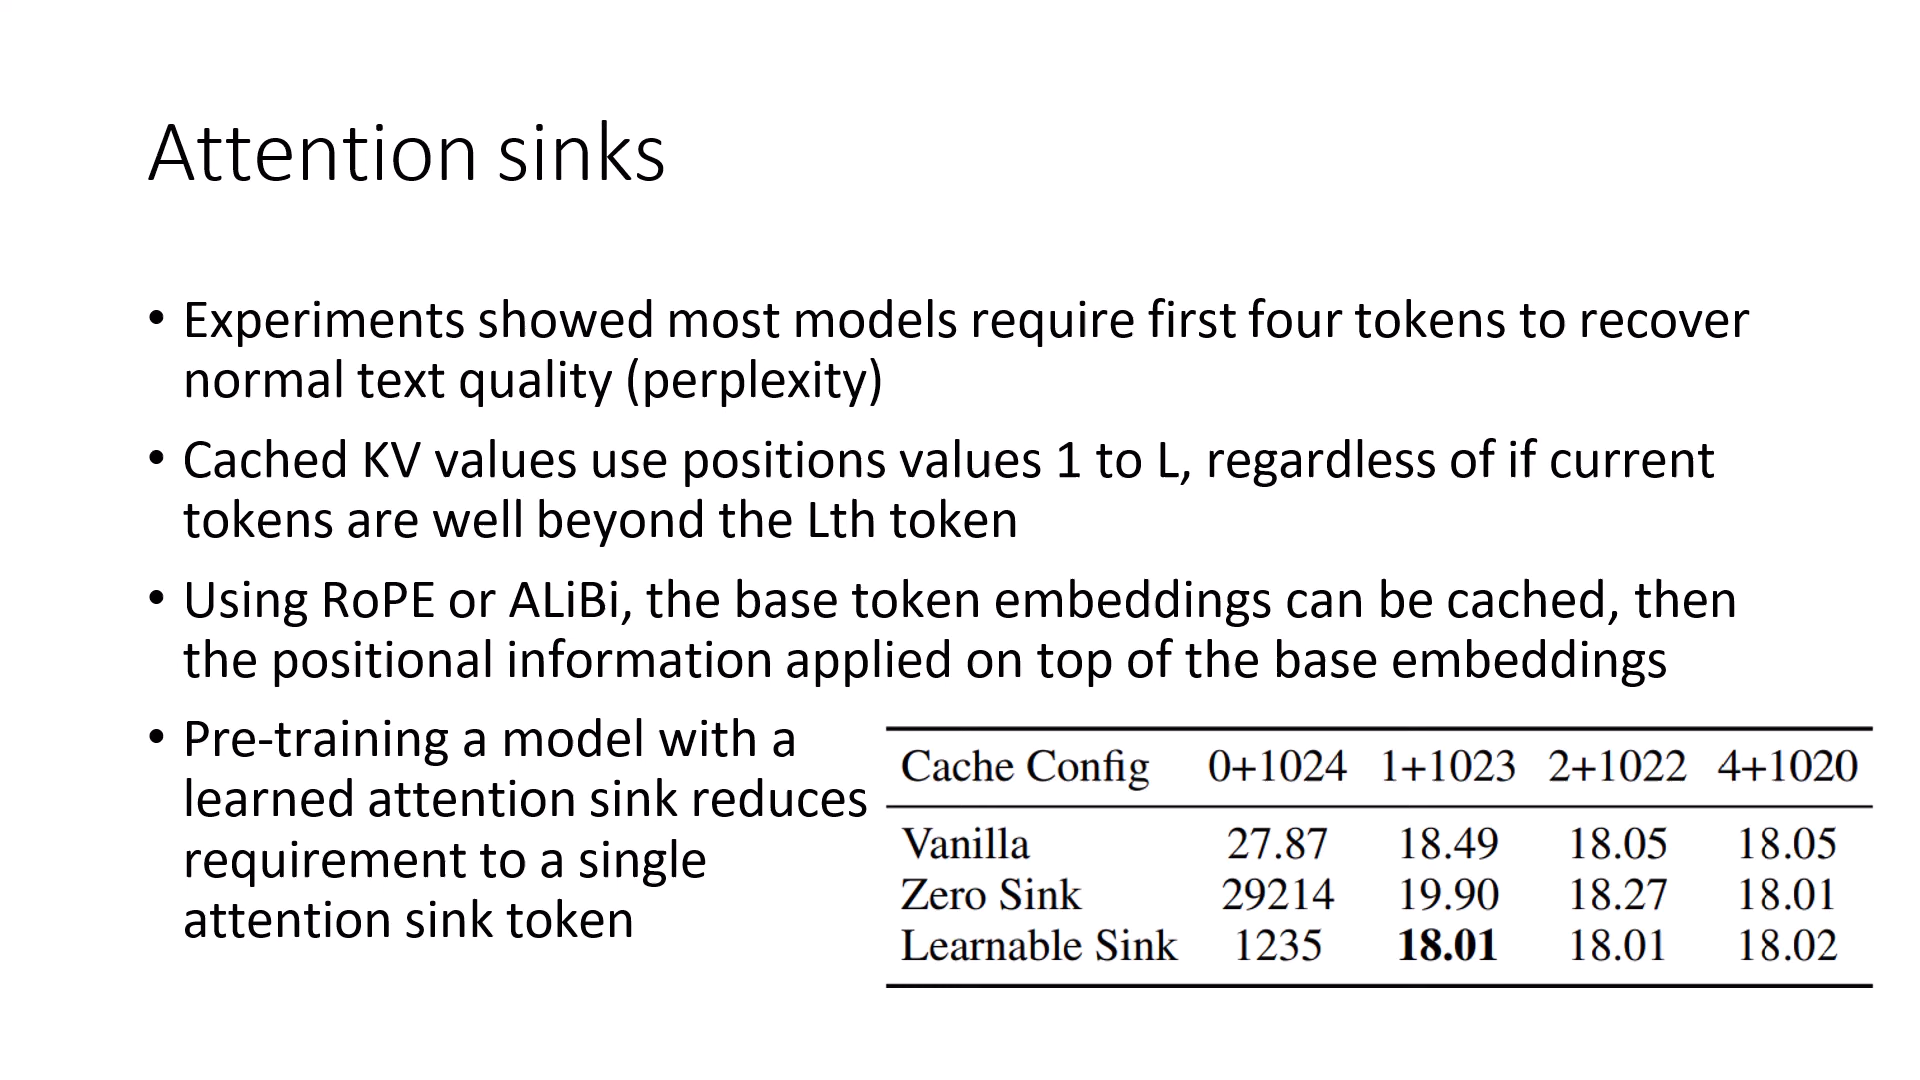 Attention sinks
• Experiments showed most models require first four tokens to recover
normal text quality (perplexity)
• Cached KV values use positions values 1 to L, regardless of if current
tokens are well beyond the Lth token
• Using RoPE or ALiBi, the base token embeddings can be cached, then
the positional information applied on top of the base embeddings
• Pre-training a model with a
learned attention sink reduces
requirement to a single
attention sink token
Cache Config 0+1024 1+1023 2+1022 4+1020
Vanilla 27.87 18.49 18.05 18.05
Zero Sink 29214 19.90 18.27 18.01
Learnable Sink 1235 18.01 18.01 18.02